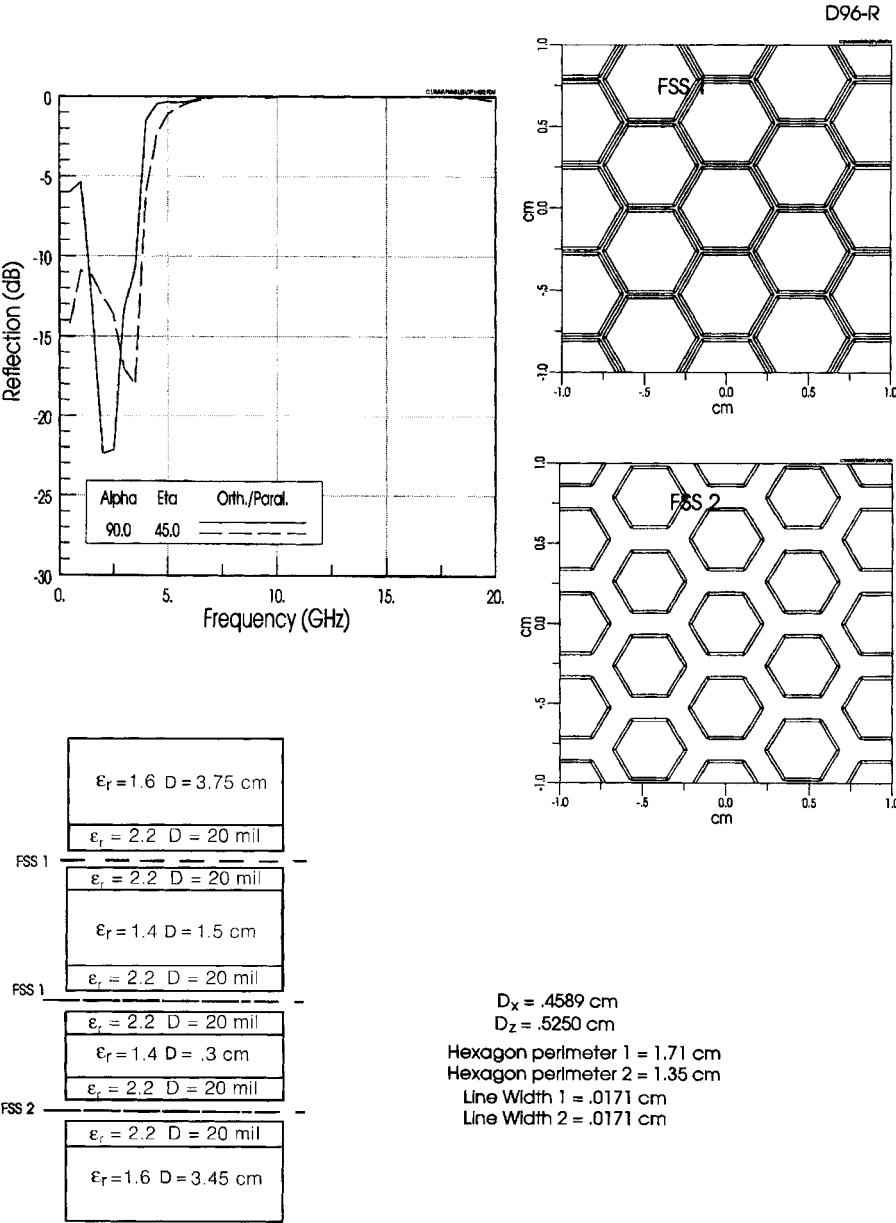 D96-R
0
-5
-10
-15
-20
-25
-30
Reflection (dB)
Alpha Eta Orth./Paral.
90.0 45.0
0. 5. 10. 15. 20.
Frequency (GHz)
FSS 1
1.0
0.5
0.0
-.5
-1.0
cm
-1.0 -.5 0.0 0.5 1.0
cm
FSS 2
1.0
0.5
0.0
-.5
-1.0
cm
-1.0 -.5 0.0 0.5 1.0
cm
εr = 1.6 D = 3.75 cm
εr = 2.2 D = 20 mil
FSS 1
εr = 2.2 D = 20 mil
εr = 1.4 D = 1.5 cm
εr = 2.2 D = 20 mil
FSS 1
εr = 2.2 D = 20 mil
εr = 1.4 D = .3 cm
εr = 2.2 D = 20 mil
FSS 2
εr = 2.2 D = 20 mil
εr = 1.6 D = 3.45 cm
Dx = .4589 cm
Dz = .5250 cm
Hexagon perimeter 1 = 1.71 cm
Hexagon perimeter 2 = 1.35 cm
Line Width 1 = .0171 cm
Line Width 2 = .0171 cm